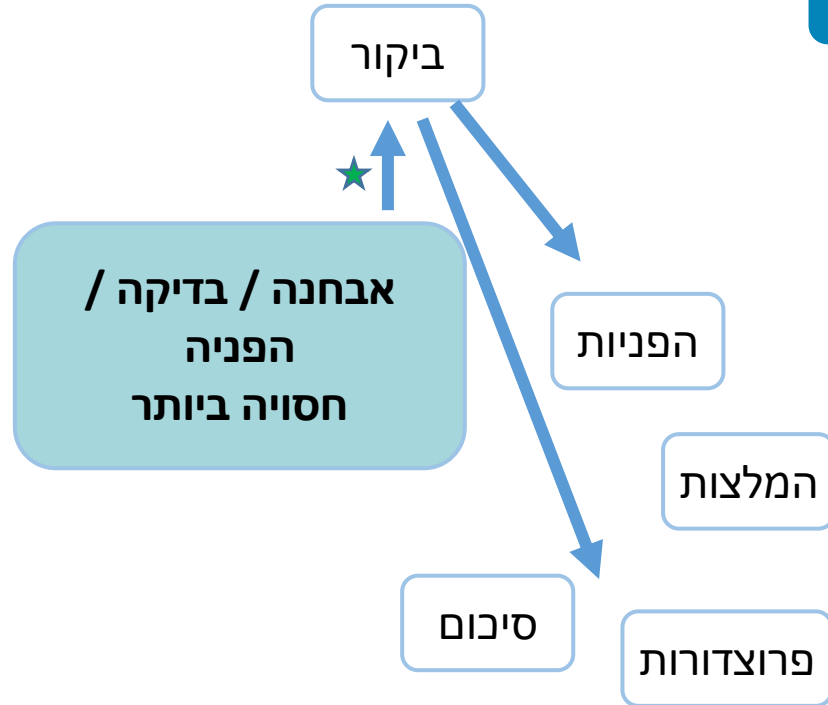 ביקור
אבחנה / בדיקה /
הפניה
חסויה ביותר
הפניות
המלצות
סיכום
פרוצדורות